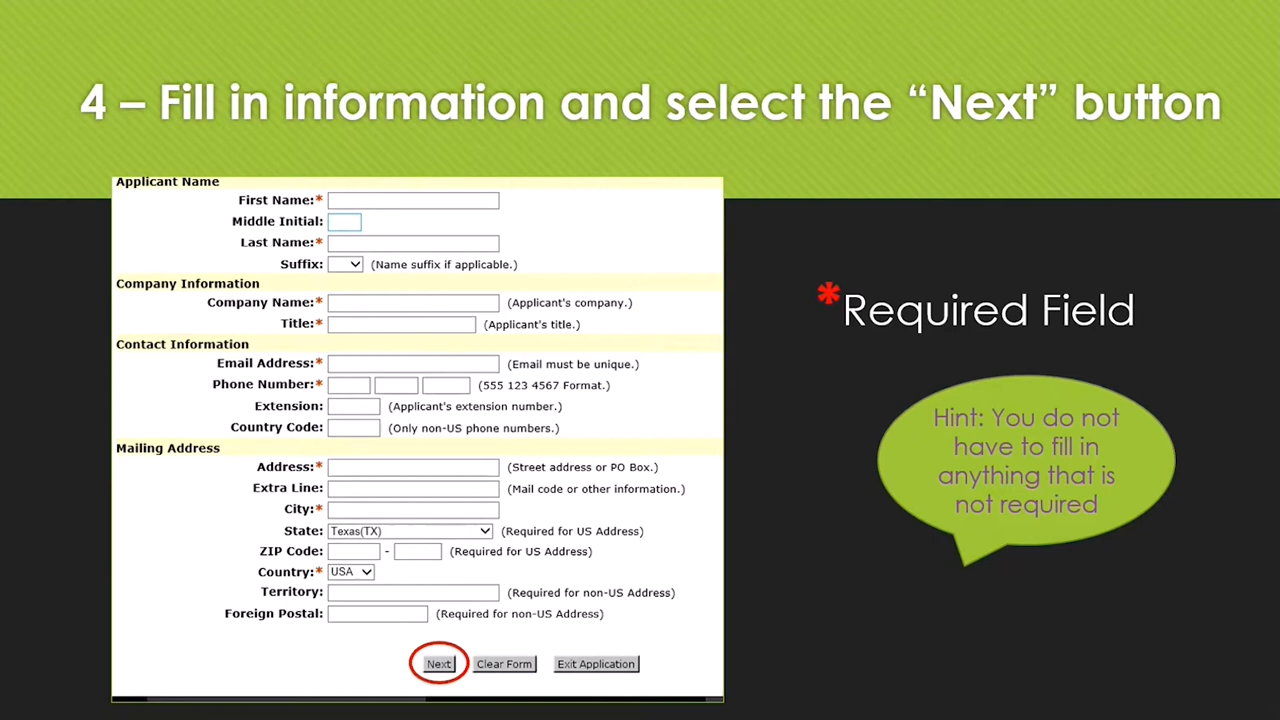 4 – Fill in information and select the “Next” button
Applicant Name
First Name:*
Middle Initial:
Last Name:*
Suffix: (Name suffix if applicable.)
Company Information
Company Name:* (Applicant's company.)
Title:* (Applicant's title.)
Contact Information
Email Address:* (Email must be unique.)
Phone Number:* (555 123 4567 Format.)
Extension: (Applicant's extension number.)
Country Code: (Only non-US phone numbers.)
Mailing Address
Address:* (Street address or PO Box.)
Extra Line: (Mail code or other information.)
City:*
State: Texas(TX) (Required for US Address)
ZIP Code: - (Required for US Address)
Country:* USA
Territory: (Required for non-US Address)
Foreign Postal: (Required for non-US Address)
Next Clear Form Exit Application
*Required Field
Hint: You do not
have to fill in
anything that is
not required